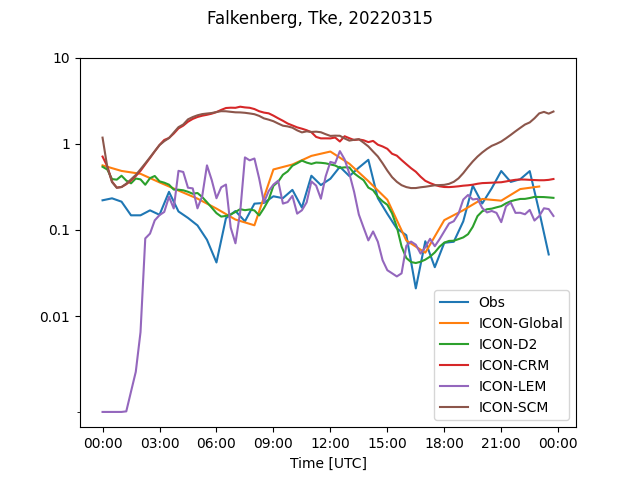 Falkenberg, Tke, 20220315
10
1
0.1
0.01
Obs
ICON-Global
ICON-D2
ICON-CRM
ICON-LEM
ICON-SCM
00:00 03:00 06:00 09:00 12:00 15:00 18:00 21:00 00:00
Time [UTC]